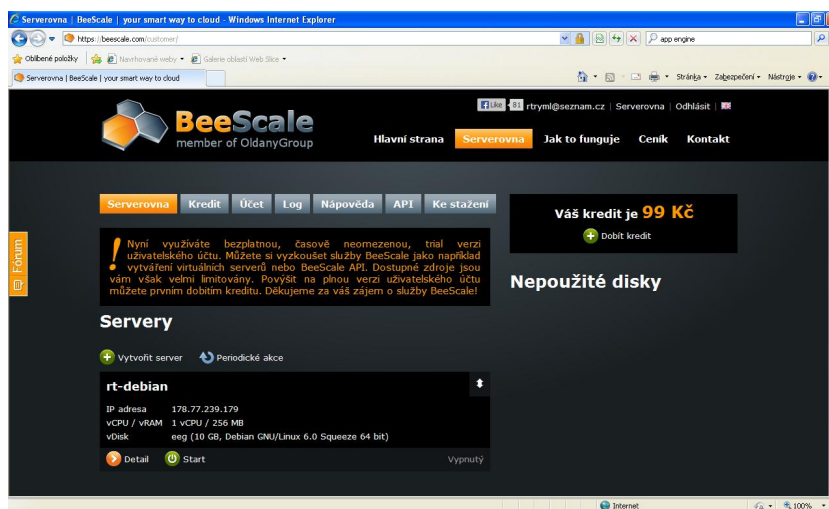 Serverovna | BeeScale | your smart way to cloud - Windows Internet Explorer
https://beescale.com/customer/
app engine
Oblíbené položky
Navrhované weby
Galerie oblastí Web Slice
Serverovna | BeeScale | your smart way to cloud
Stránka
Zabezpečení
Nástroje
Like 81 rtryml@seznam.cz | Serverovna | Odhlásit |
BeeScale
member of OldanyGroup
Hlavní strana Serverovna Jak to funguje Ceník Kontakt
Serverovna Kredit Účet Log Nápověda API Ke stažení
Váš kredit je 99 Kč
Dobít kredit
Fórum
! Nyní využíváte bezplatnou, časově neomezenou, trial verzi
uživatelského účtu. Můžete si vyzkoušet služby BeeScale jako například
vytváření virtuálních serverů nebo BeeScale API. Dostupné zdroje jsou
vám však velmi limitovány. Povýšit na plnou verzi uživatelského účtu
můžete prvním dobitím kreditu. Děkujeme za váš zájem o služby BeeScale!
Nepoužité disky
Servery
Vytvořit server Periodické akce
rt-debian
IP adresa 178.77.239.179
vCPU / vRAM 1 vCPU / 256 MB
vDisk eeg (10 GB, Debian GNU/Linux 6.0 Squeeze 64 bit)
Detail Start Vypnutý
Internet 100%